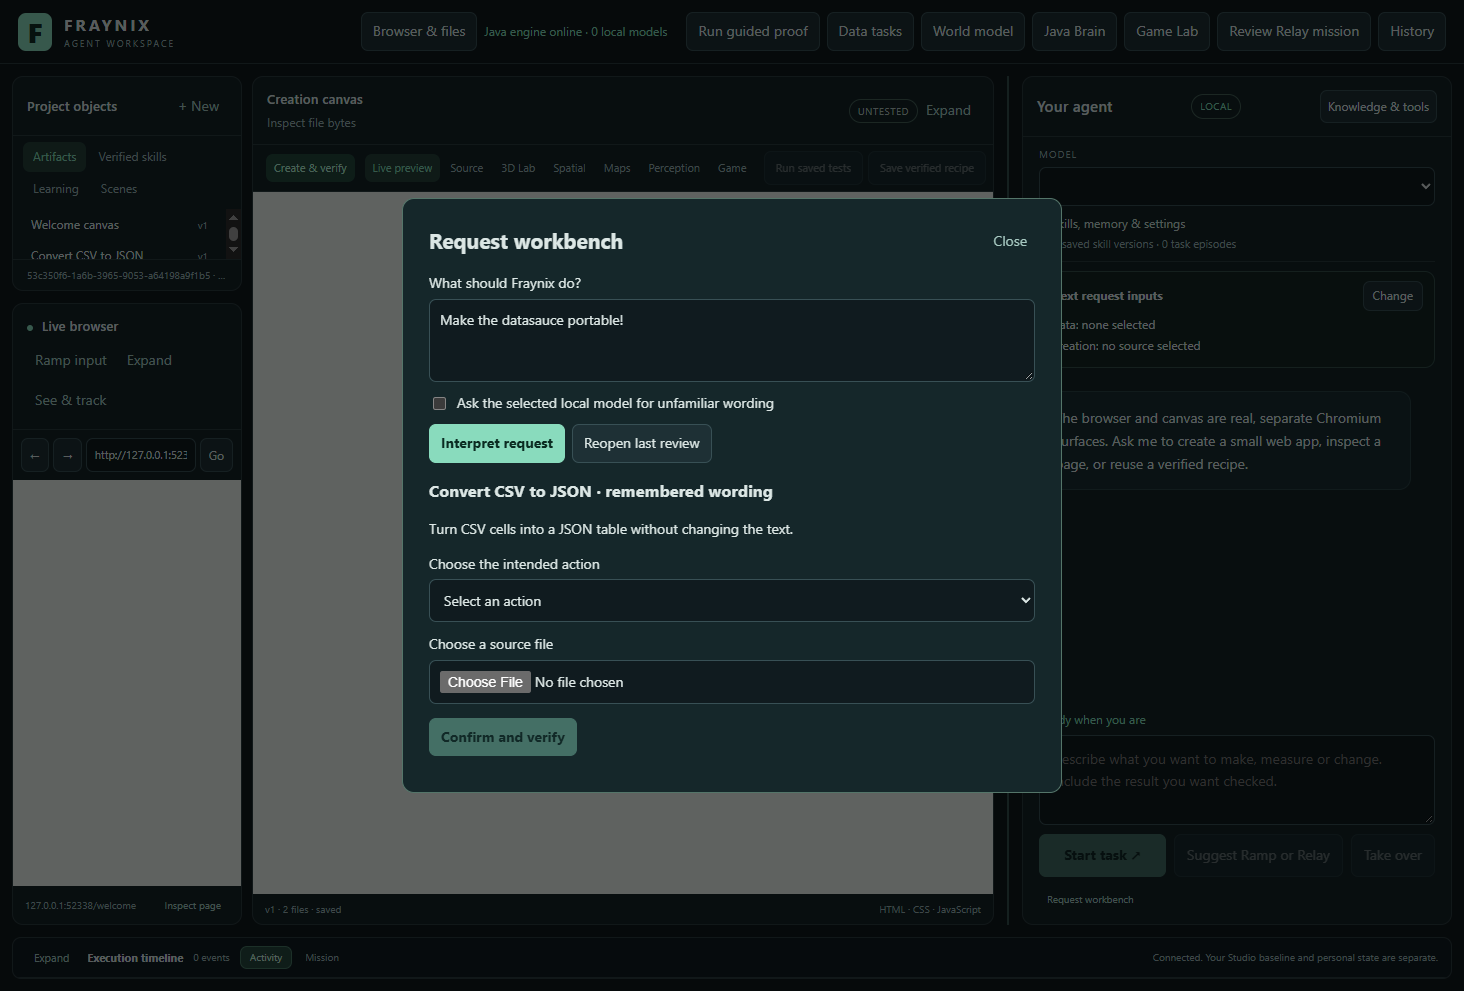 FRAYNIX
AGENT WORKSPACE
Browser & files
Java engine online · 0 local models
Run guided proof
Data tasks
World model
Java Brain
Game Lab
Review Relay mission
History
Project objects
+ New
Artifacts
Verified skills
Learning
Scenes
Welcome canvas
v1
Convert CSV to JSON
v1
53c350f6-1a6b-3965-9053-a64198a9f1b5 · ...
Live browser
Ramp input
Expand
See & track
←
→
http://127.0.0.1:523
Go
127.0.0.1:52338/welcome
Inspect page
Creation canvas
Inspect file bytes
UNTESTED
Expand
Create & verify
Live preview
Source
3D Lab
Spatial
Maps
Perception
Game
Run saved tests
Save verified recipe
Request workbench
Close
What should Fraynix do?
Make the datasauce portable!
Ask the selected local model for unfamiliar wording
Interpret request
Reopen last review
Convert CSV to JSON · remembered wording
Turn CSV cells into a JSON table without changing the text.
Choose the intended action
Select an action
Choose a source file
Choose File No file chosen
Confirm and verify
v1 · 2 files · saved
HTML · CSS · JavaScript
Your agent
LOCAL
Knowledge & tools
MODEL
ills, memory & settings
saved skill versions · 0 task episodes
ext request inputs
Change
ata: none selected
eation: no source selected
he browser and canvas are real, separate Chromium
urfaces. Ask me to create a small web app, inspect a
age, or reuse a verified recipe.
dy when you are
escribe what you want to make, measure or change.
clude the result you want checked.
Start task ↗
Suggest Ramp or Relay
Take over
Request workbench
Expand
Execution timeline
0 events
Activity
Mission
Connected. Your Studio baseline and personal state are separate.